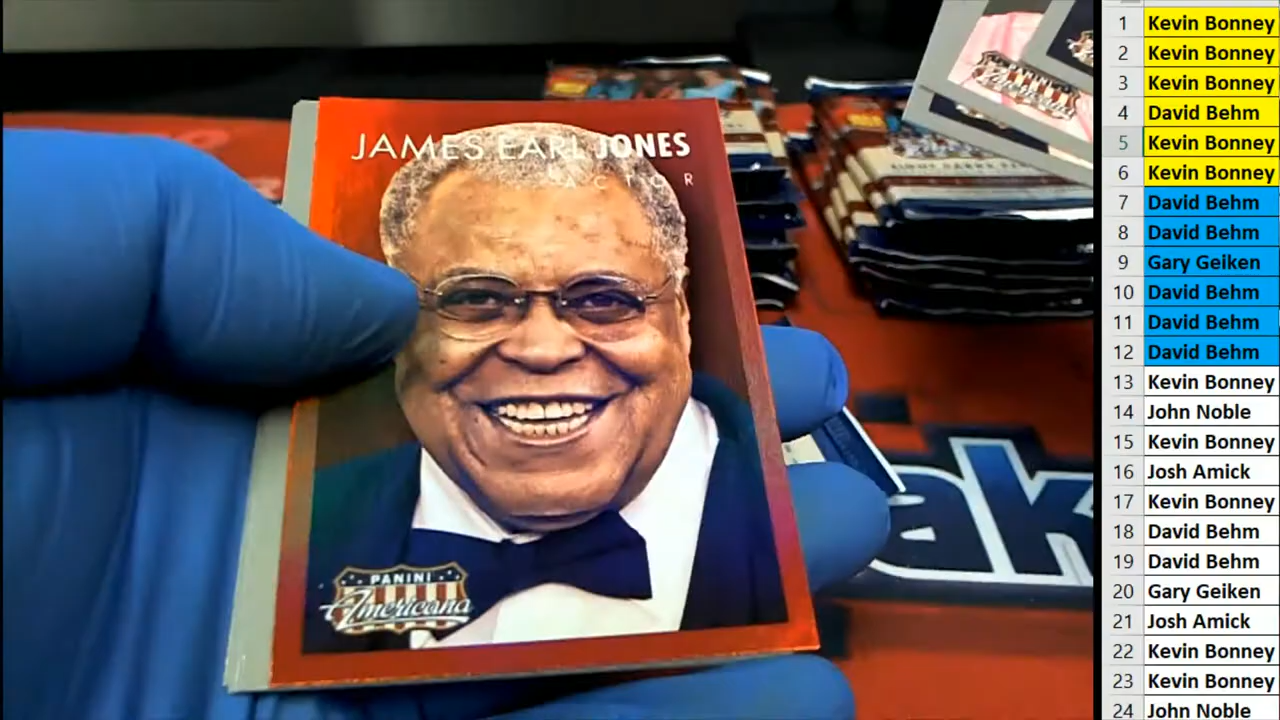 JAMES EARL JONES
ACTOR
PANINI
Americana
ak
1 Kevin Bonney
2 Kevin Bonney
3 Kevin Bonney
4 David Behm
5 Kevin Bonney
6 Kevin Bonney
7 David Behm
8 David Behm
9 Gary Geiken
10 David Behm
11 David Behm
12 David Behm
13 Kevin Bonney
14 John Noble
15 Kevin Bonney
16 Josh Amick
17 Kevin Bonney
18 David Behm
19 David Behm
20 Gary Geiken
21 Josh Amick
22 Kevin Bonney
23 Kevin Bonney
24 John Noble